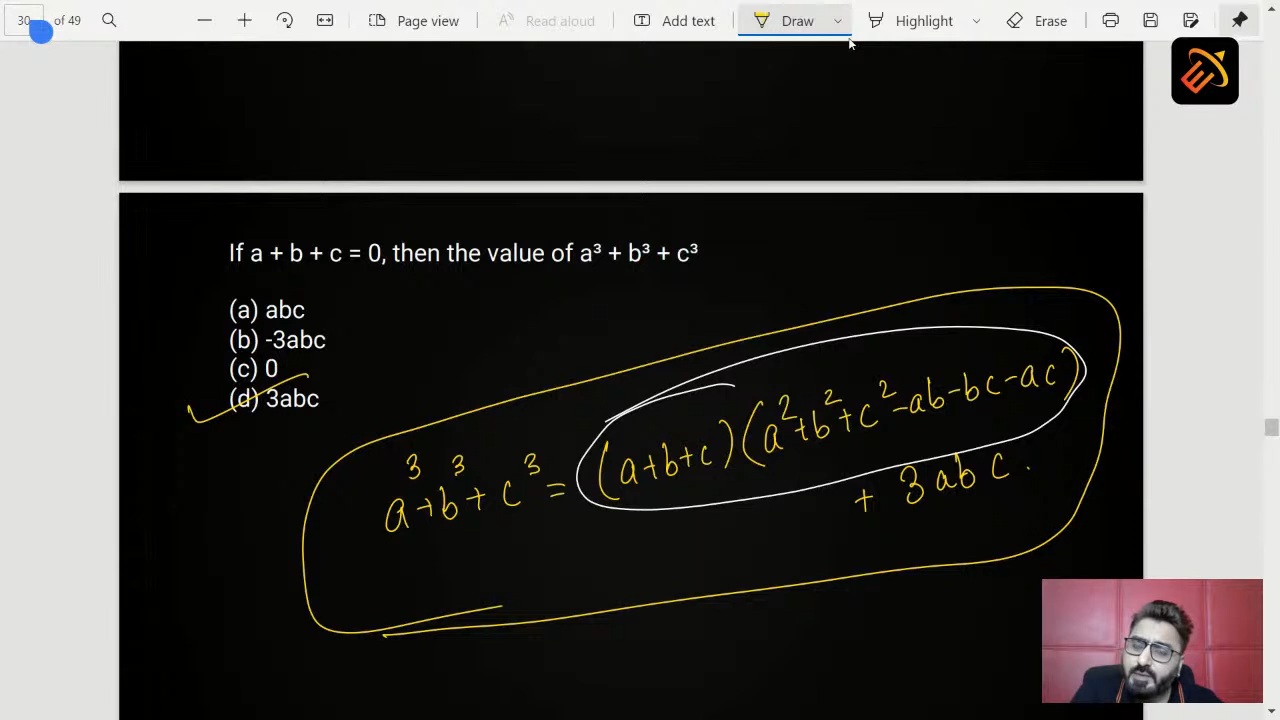 30 of 49 Page view Read aloud Add text Draw Highlight Erase
If a + b + c = 0, then the value of a³ + b³ + c³
(a) abc
(b) -3abc
(c) 0
(d) 3abc
a³+b³+c³ = (a+b+c)(a²+b²+c²-ab-bc-ac)
+ 3abc.